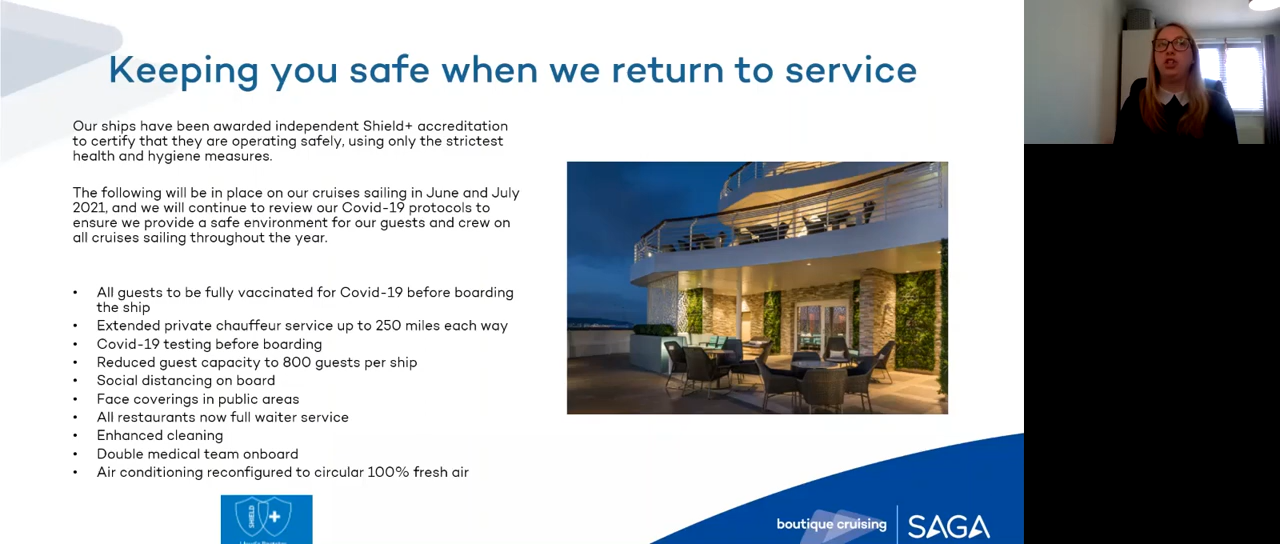 Keeping you safe when we return to service
Our ships have been awarded independent Shield+ accreditation
to certify that they are operating safely, using only the strictest
health and hygiene measures.
The following will be in place on our cruises sailing in June and July
2021, and we will continue to review our Covid-19 protocols to
ensure we provide a safe environment for our guests and crew on
all cruises sailing throughout the year.
• All guests to be fully vaccinated for Covid-19 before boarding
the ship
• Extended private chauffeur service up to 250 miles each way
• Covid-19 testing before boarding
• Reduced guest capacity to 800 guests per ship
• Social distancing on board
• Face coverings in public areas
• All restaurants now full waiter service
• Enhanced cleaning
• Double medical team onboard
• Air conditioning reconfigured to circular 100% fresh air
SHIELD +
boutique cruising
SAGA